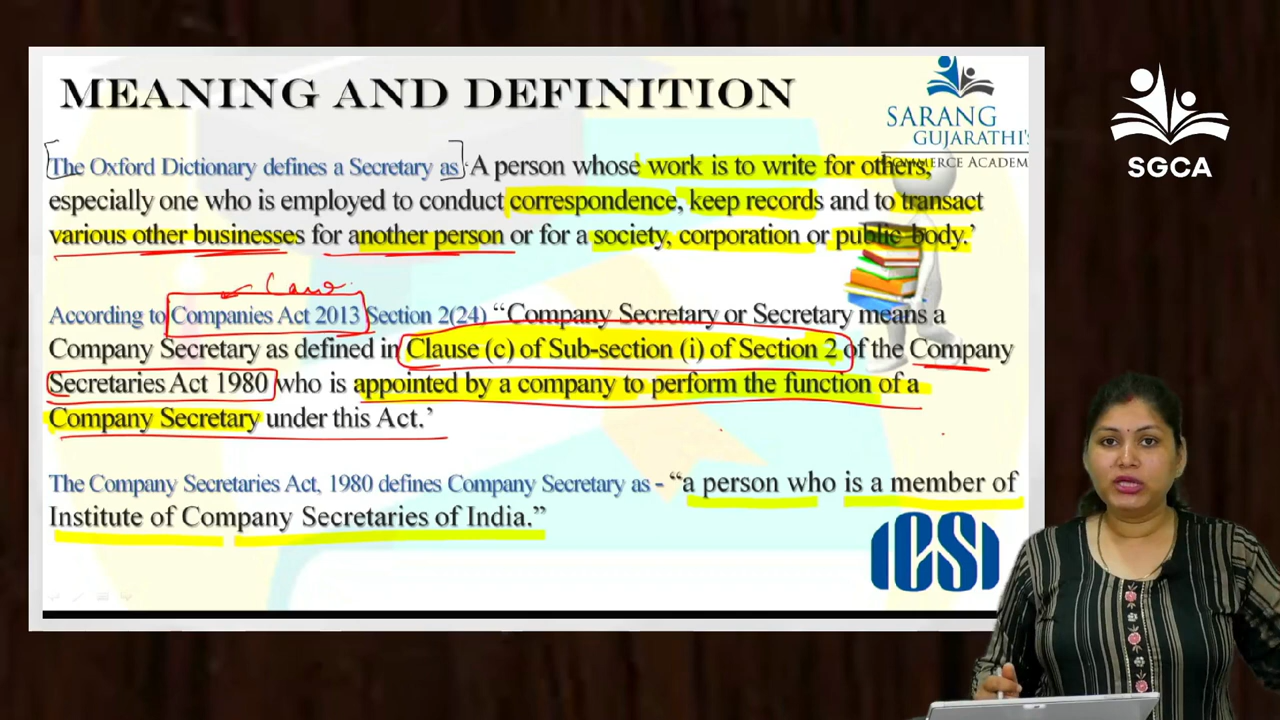 MEANING AND DEFINITION
SARANG
GUJARATHI'S
COMMERCE ACADEM
SGCA
The Oxford Dictionary defines a Secretary as 'A person whose work is to write for others,
especially one who is employed to conduct correspondence, keep records and to transact
various other businesses for another person or for a society, corporation or public body.'
Law
According to Companies Act 2013 Section 2(24) “Company Secretary or Secretary means a
Company Secretary as defined in Clause (c) of Sub-section (i) of Section 2 of the Company
Secretaries Act 1980 who is appointed by a company to perform the function of a
Company Secretary under this Act.’
The Company Secretaries Act, 1980 defines Company Secretary as - “a person who is a member of
Institute of Company Secretaries of India.”
ICSI